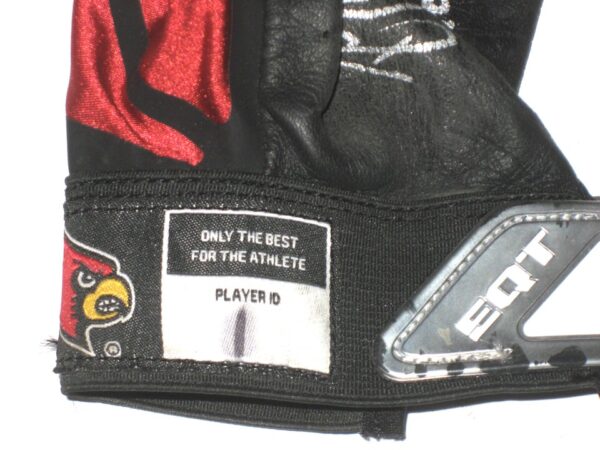 ONLY THE BEST
FOR THE ATHLETE
PLAYER ID
EQT
®